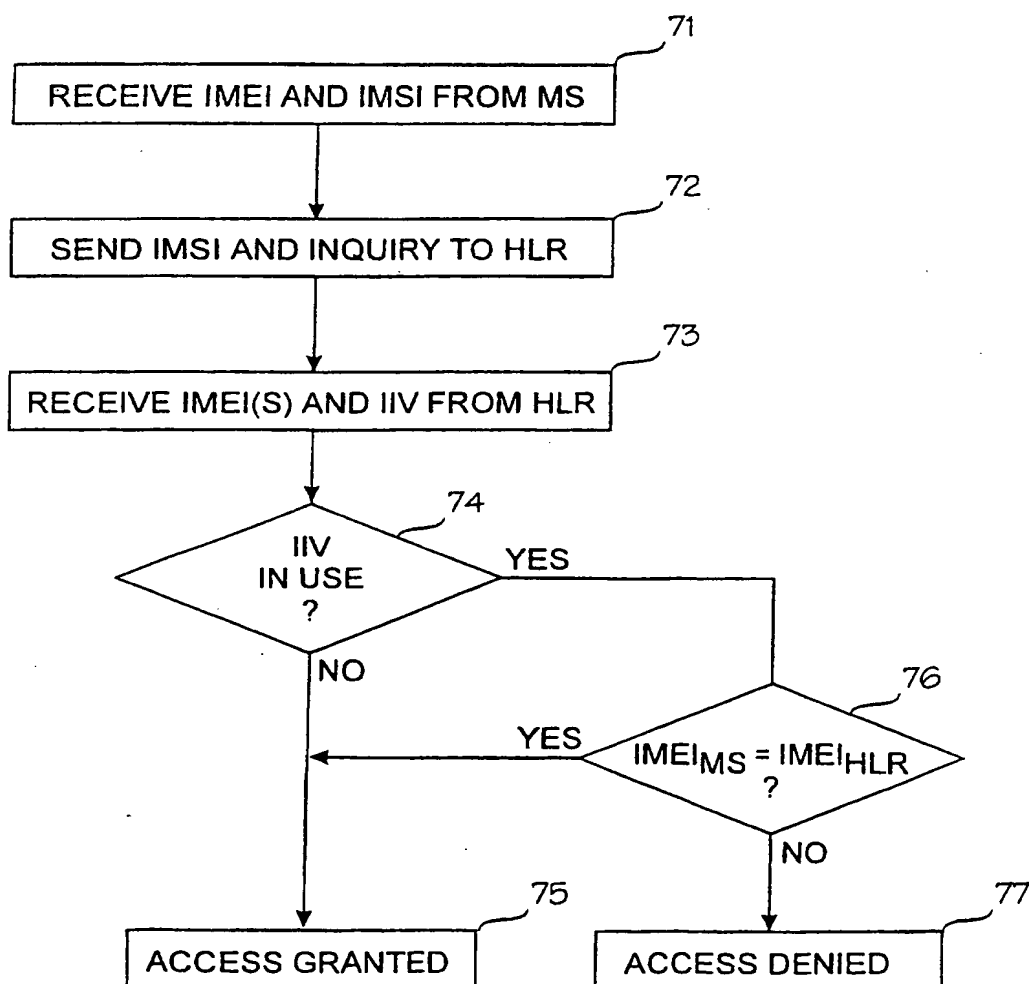 71
RECEIVE IMEI AND IMSI FROM MS
72
SEND IMSI AND INQUIRY TO HLR
73
RECEIVE IMEI(S) AND IIV FROM HLR
74
IIV
IN USE
?
YES
NO
76
YES
IMEIMS = IMEIHLR
?
NO
75
ACCESS GRANTED
77
ACCESS DENIED